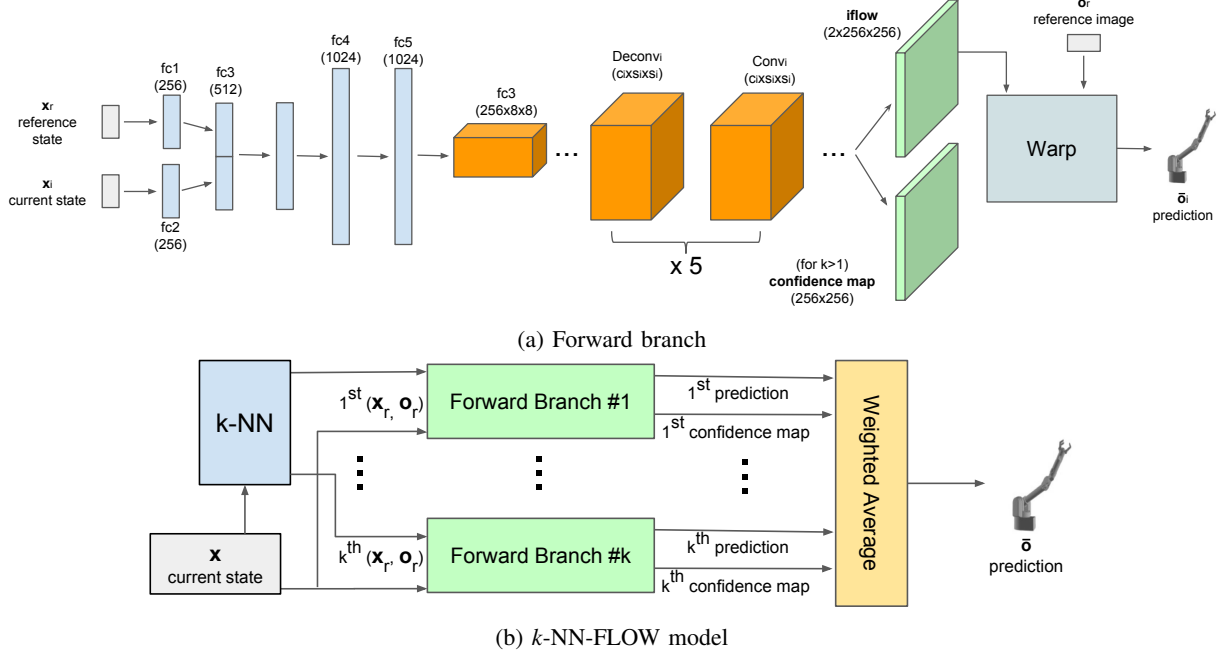 fc1
(256)
fc3
(512)
fc4
(1024)
fc5
(1024)
xr
reference
state
xi
current state
fc2
(256)
fc3
(256x8x8)
...
Deconvi
(cixsixsi)
Convi
(cixsixsi)
...
x 5
iflow
(2x256x256)
(for k>1)
confidence map
(256x256)
reference image
Warp
ōi
prediction
(a) Forward branch
k-NN
x
current state
1st (xr, or)
kth (xr, or)
Forward Branch #1
Forward Branch #k
1st prediction
1st confidence map
kth prediction
kth confidence map
Weighted Average
ō
prediction
(b) k-NN-FLOW model